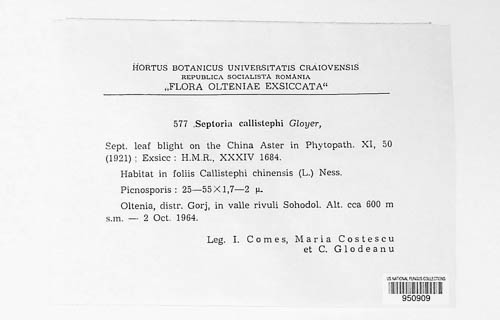 HORTUS BOTANICUS UNIVERSITATIS CRAIOVENSIS
REPUBLICA SOCIALISTĂ ROMÂNIA
„FLORA OLTENIAE EXSICCATA“
577 Septoria callistephi Gloyer,
Sept. leaf blight on the China Aster in Phytopath. XI, 50
(1921) ; Exsicc : H.M.R., XXXIV 1684.
Habitat in foliis Callistephi chinensis (L.) Ness.
Picnosporis : 25—55×1,7—2 μ.
Oltenia, distr. Gorj, in valle rivuli Sohodol. Alt. cca 600 m
s.m. — 2 Oct. 1964.
Leg. I. Comes, Maria Costescu
et C. Glodeanu
US NATIONAL FUNGUS COLLECTIONS
950909